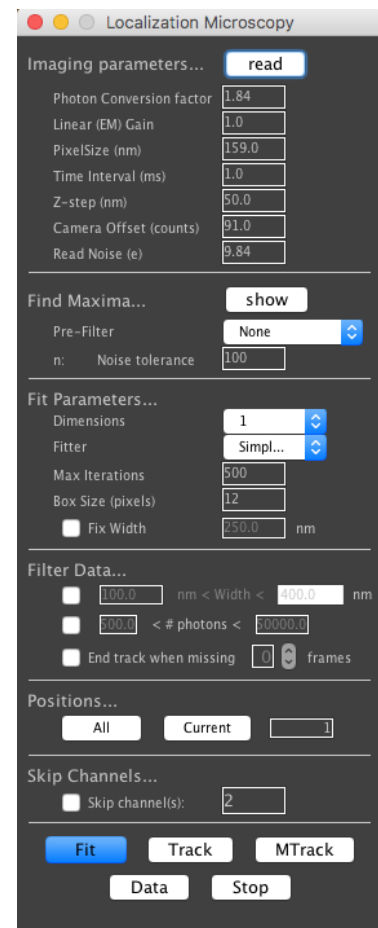 Localization Microscopy
Imaging parameters... read
Photon Conversion factor 1.84
Linear (EM) Gain 1.0
PixelSize (nm) 159.0
Time Interval (ms) 1.0
Z-step (nm) 50.0
Camera Offset (counts) 91.0
Read Noise (e) 9.84
Find Maxima... show
Pre-Filter None
n: Noise tolerance 100
Fit Parameters...
Dimensions 1
Fitter Simpl...
Max Iterations 500
Box Size (pixels) 12
Fix Width 250.0 nm
Filter Data...
100.0 nm < Width < 400.0 nm
500.0 < # photons < 50000.0
End track when missing 0 frames
Positions...
All Current 1
Skip Channels...
Skip channel(s): 2
Fit Track MTrack
Data Stop